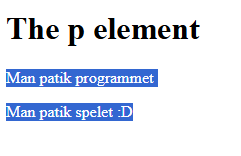 The p element
Man patik programmet
Man patik spelet :D